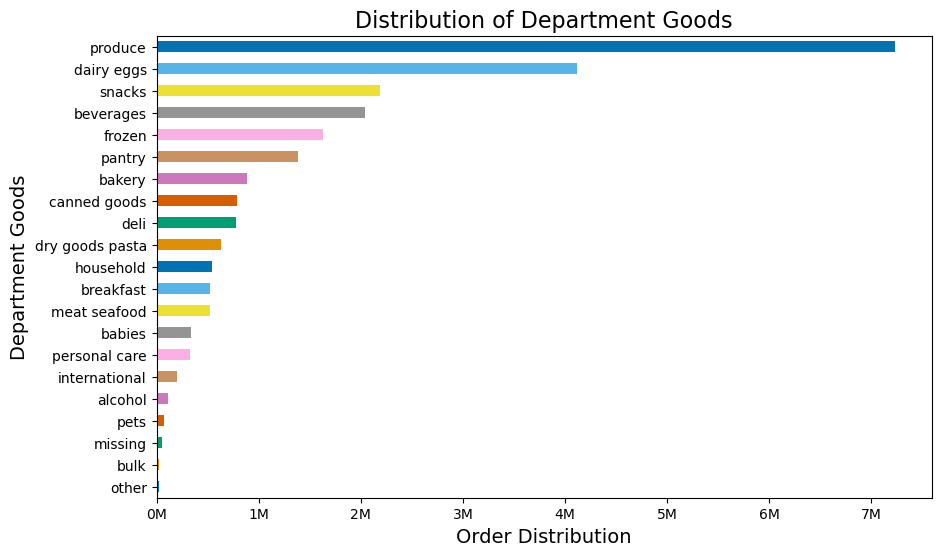 Distribution of Department Goods
Department Goods
produce
dairy eggs
snacks
beverages
frozen
pantry
bakery
canned goods
deli
dry goods pasta
household
breakfast
meat seafood
babies
personal care
international
alcohol
pets
missing
bulk
other
0M 1M 2M 3M 4M 5M 6M 7M
Order Distribution